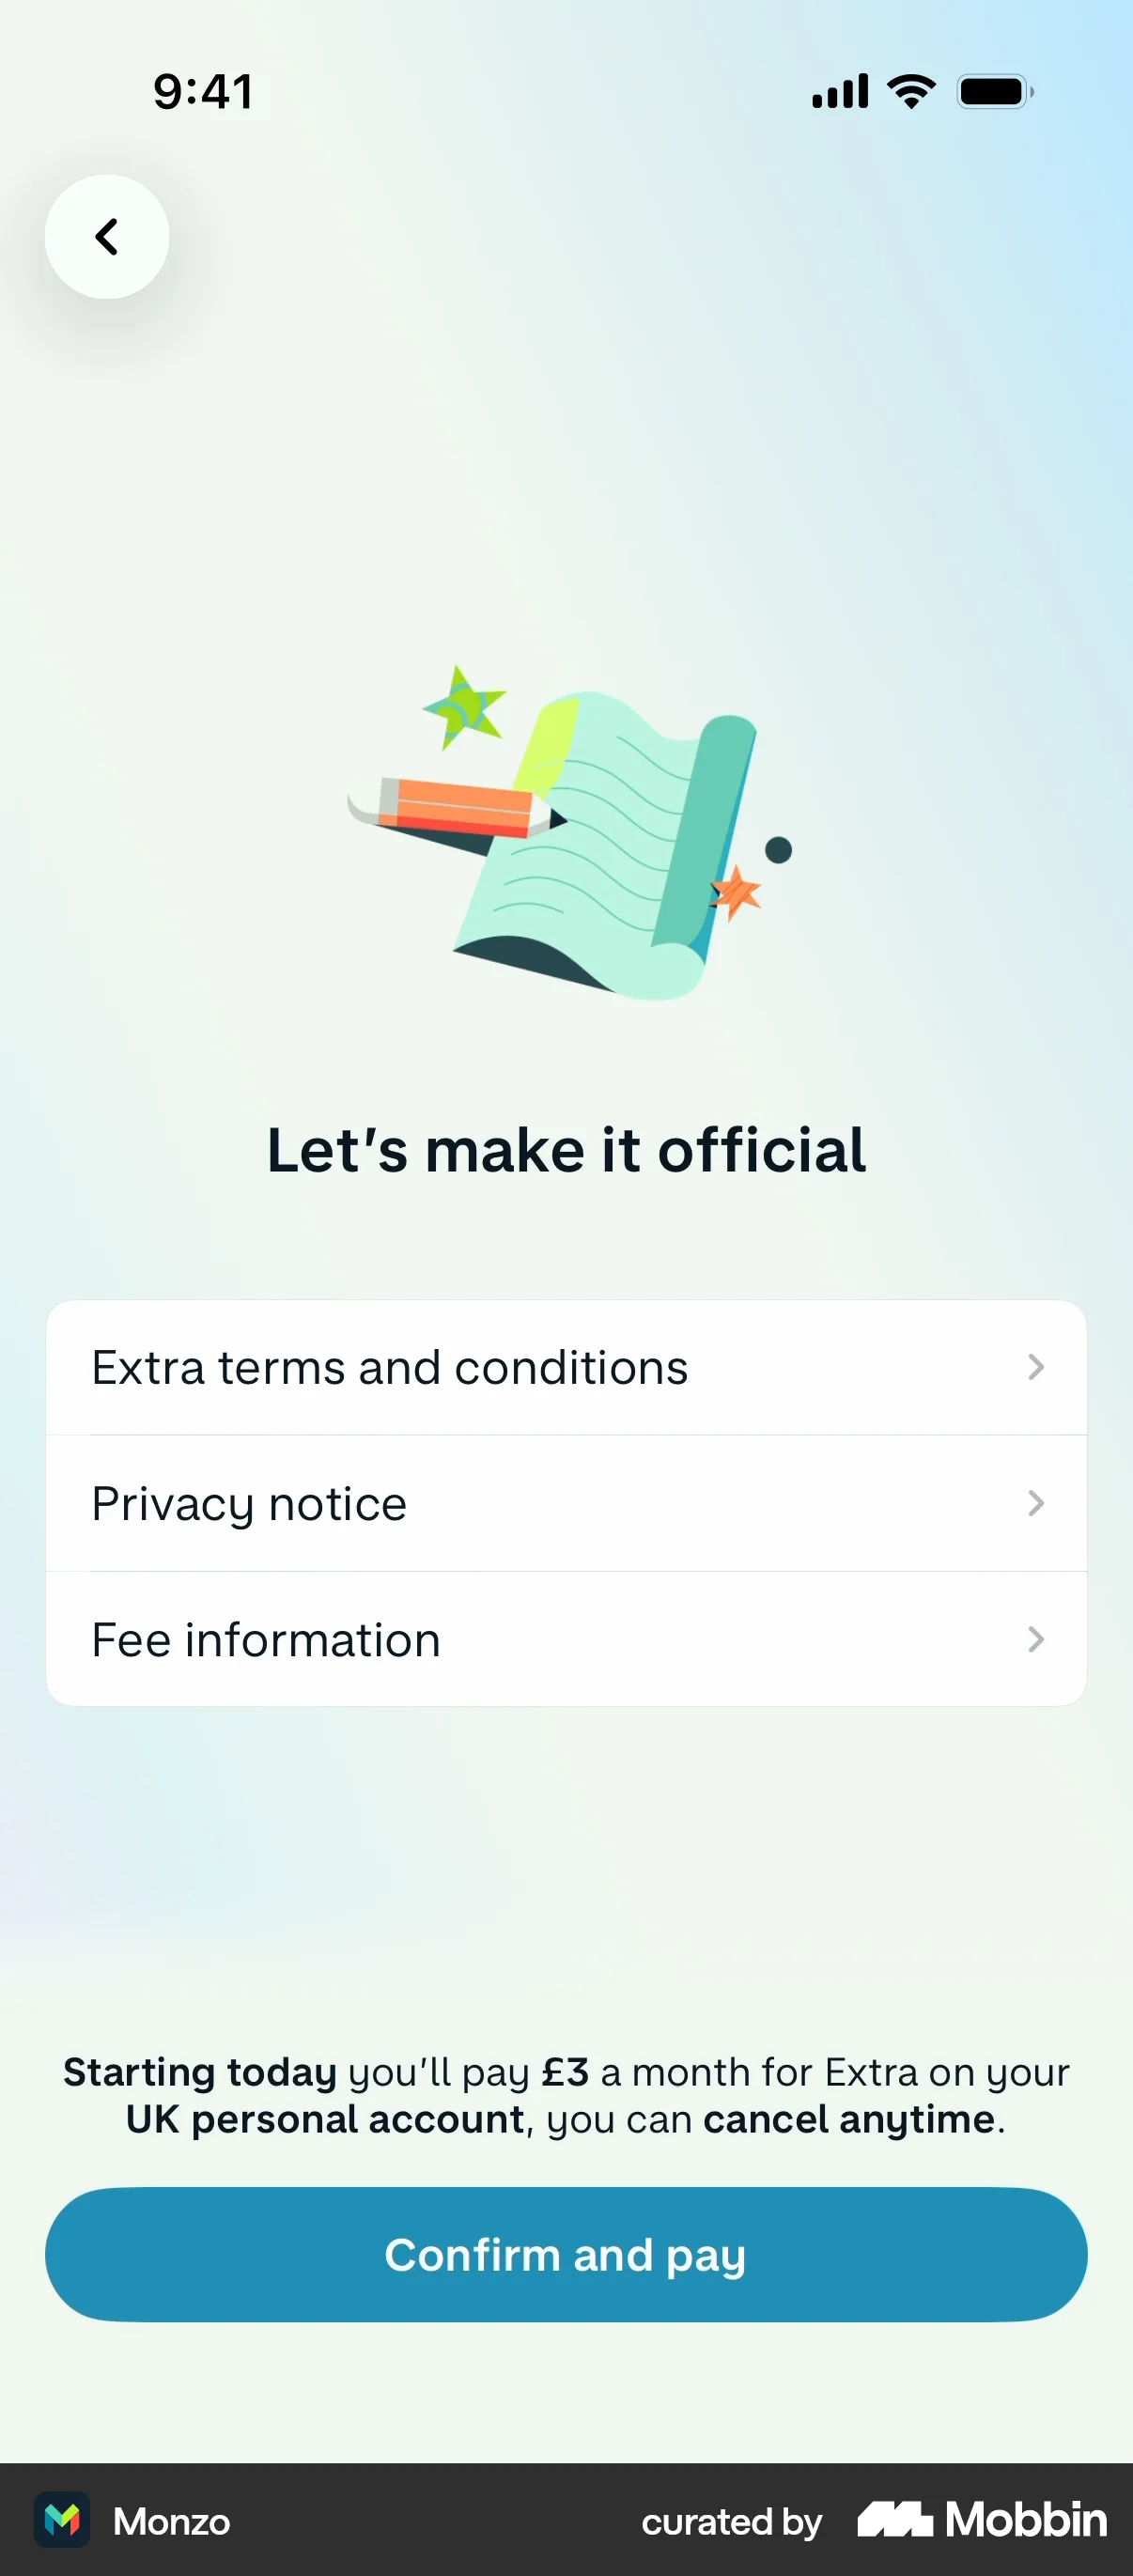 9:41
Let’s make it official
Extra terms and conditions
Privacy notice
Fee information
Starting today you’ll pay £3 a month for Extra on your
UK personal account, you can cancel anytime.
Confirm and pay
Monzo
curated by Mobbin